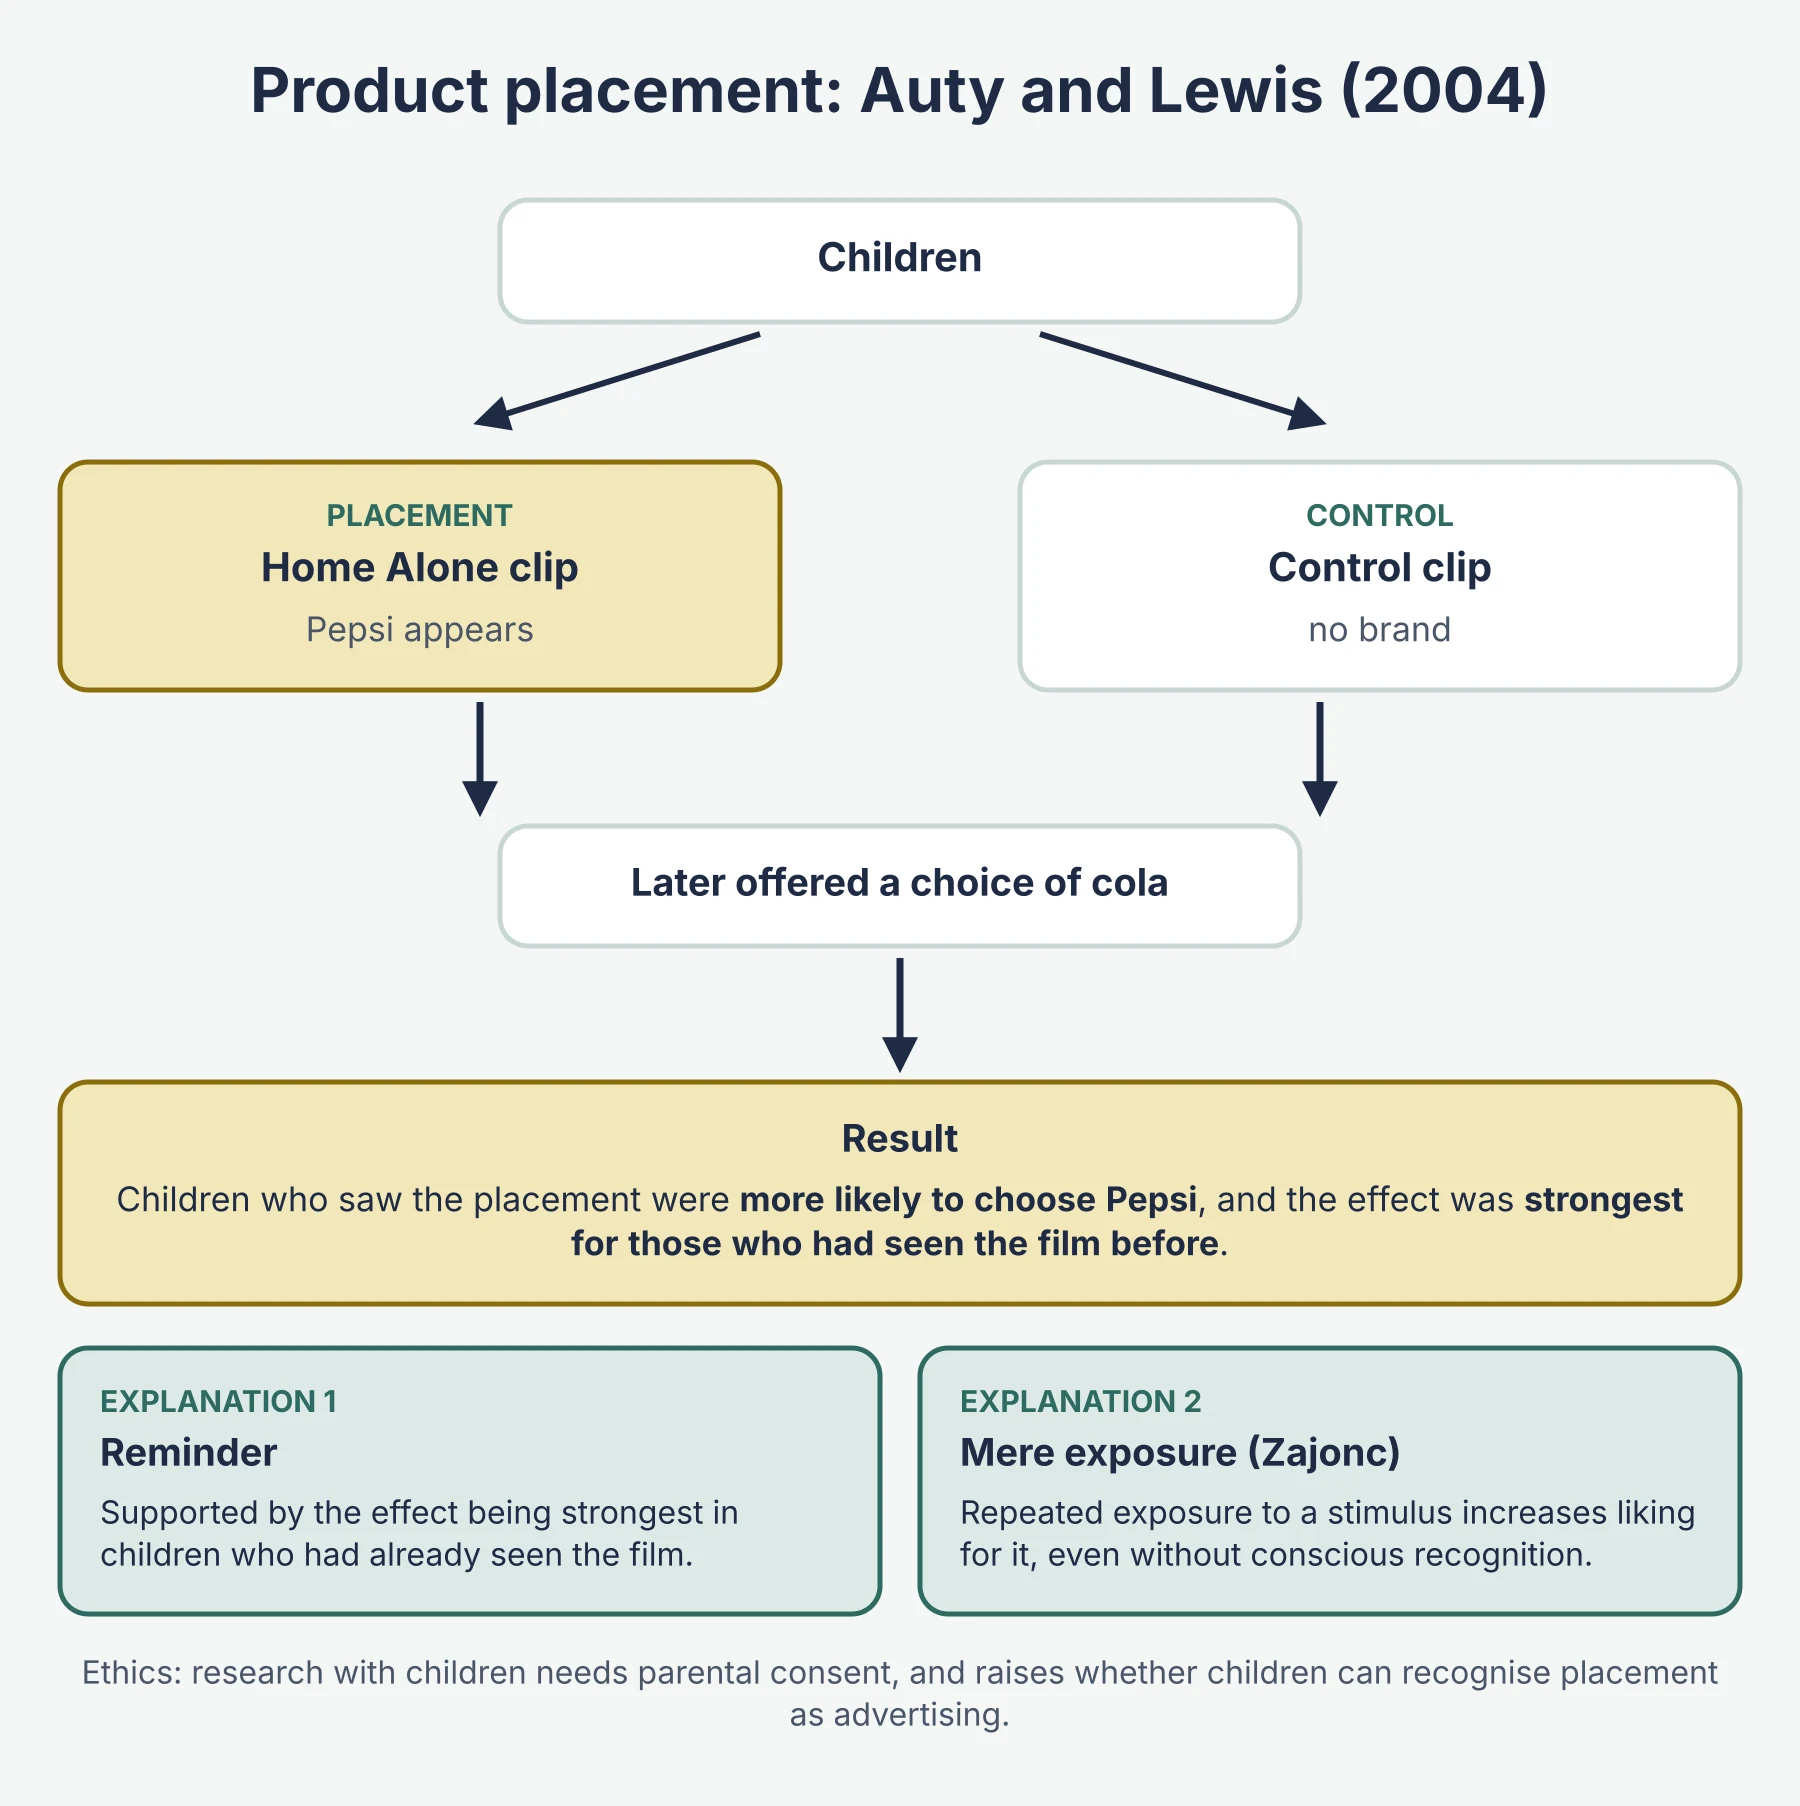 Product placement: Auty and Lewis (2004)
Children
PLACEMENT
Home Alone clip
Pepsi appears
CONTROL
Control clip
no brand
Later offered a choice of cola
Result
Children who saw the placement were more likely to choose Pepsi, and the effect was strongest
for those who had seen the film before.
EXPLANATION 1
Reminder
Supported by the effect being strongest in
children who had already seen the film.
EXPLANATION 2
Mere exposure (Zajonc)
Repeated exposure to a stimulus increases liking
for it, even without conscious recognition.
Ethics: research with children needs parental consent, and raises whether children can recognise placement
as advertising.